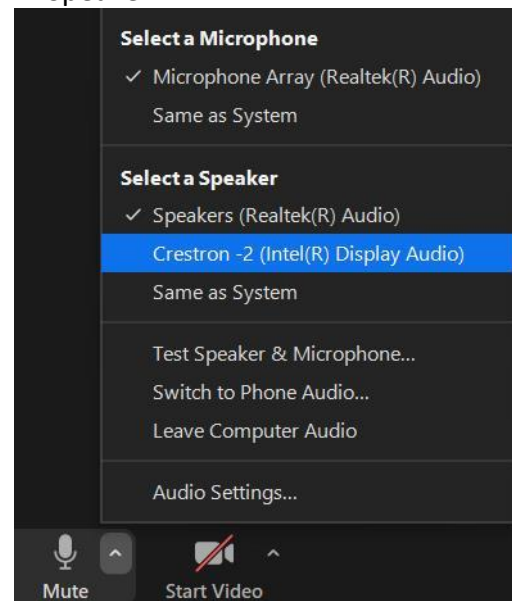 Select a Microphone
Microphone Array (Realtek(R) Audio)
Same as System
Select a Speaker
Speakers (Realtek(R) Audio)
Crestron -2 (Intel(R) Display Audio)
Same as System
Test Speaker & Microphone...
Switch to Phone Audio...
Leave Computer Audio
Audio Settings...
Mute
Start Video